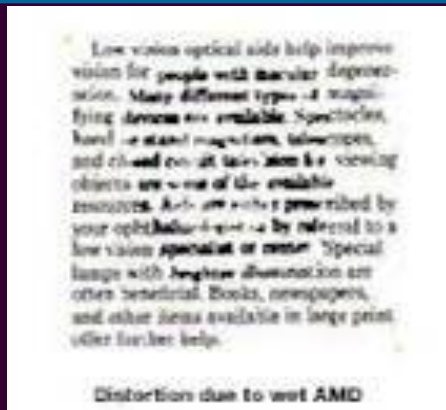 Low vision optical aids help improve
vision for people with macular degener-
ation. Many different types of magni-
fying devices are available. Spectacles,
hand or stand magnifiers, telescopes,
and closed circuit television for viewing
objects are some of the available
resources. Aids are either prescribed by
your ophthalmologist or by referral to a
low vision specialist or center. Special
lamps with brighter illumination are
often beneficial. Books, newspapers,
and other items available in large print
offer further help.
Distortion due to wet AMD